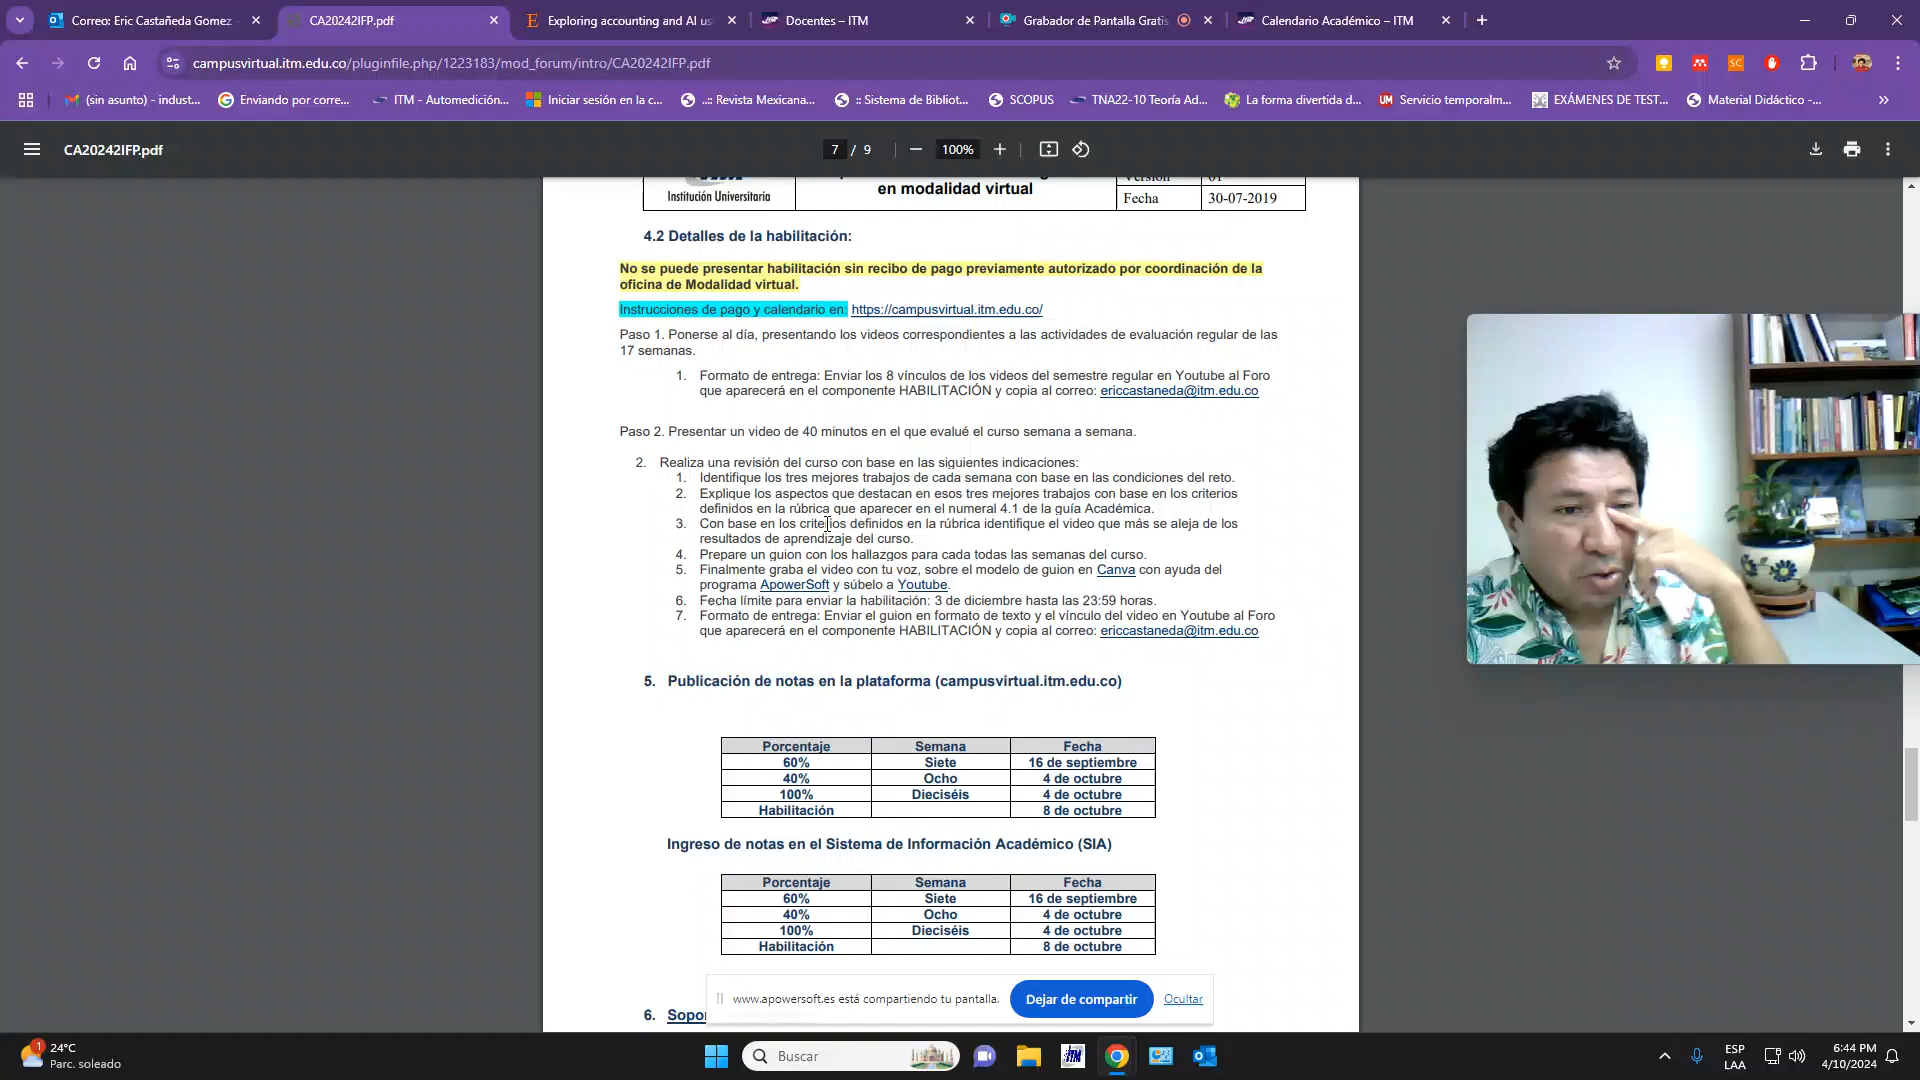 Correo: Eric Castañeda Gomez
CA20242IFP.pdf
Exploring accounting and AI us
Docentes – ITM
Grabador de Pantalla Gratis
Calendario Académico – ITM
campusvirtual.itm.edu.co/pluginfile.php/1223183/mod_forum/intro/CA20242IFP.pdf
(sin asunto) - indust...
Enviando por corre...
ITM - Automedición...
Iniciar sesión en la c...
..:: Revista Mexicana...
:: Sistema de Bibliot...
SCOPUS
TNA22-10 Teoría Ad...
La forma divertida d...
Servicio temporalm...
EXÁMENES DE TEST...
Material Didáctico -...
CA20242IFP.pdf
7 / 9
100%
en modalidad virtual
Institución Universitaria
Versión 01
Fecha 30-07-2019
4.2 Detalles de la habilitación:
No se puede presentar habilitación sin recibo de pago previamente autorizado por coordinación de la
oficina de Modalidad virtual.
Instrucciones de pago y calendario en: https://campusvirtual.itm.edu.co/
Paso 1. Ponerse al día, presentando los videos correspondientes a las actividades de evaluación regular de las
17 semanas.
1. Formato de entrega: Enviar los 8 vínculos de los videos del semestre regular en Youtube al Foro
que aparecerá en el componente HABILITACIÓN y copia al correo: ericcastaneda@itm.edu.co
Paso 2. Presentar un video de 40 minutos en el que evalué el curso semana a semana.
2. Realiza una revisión del curso con base en las siguientes indicaciones:
1. Identifique los tres mejores trabajos de cada semana con base en las condiciones del reto.
2. Explique los aspectos que destacan en esos tres mejores trabajos con base en los criterios
definidos en la rúbrica que aparecer en el numeral 4.1 de la guía Académica.
3. Con base en los criterios definidos en la rúbrica identifique el video que más se aleja de los
resultados de aprendizaje del curso.
4. Prepare un guion con los hallazgos para cada todas las semanas del curso.
5. Finalmente graba el video con tu voz, sobre el modelo de guion en Canva con ayuda del
programa ApowerSoft y súbelo a Youtube.
6. Fecha límite para enviar la habilitación: 3 de diciembre hasta las 23:59 horas.
7. Formato de entrega: Enviar el guion en formato de texto y el vínculo del video en Youtube al Foro
que aparecerá en el componente HABILITACIÓN y copia al correo: ericcastaneda@itm.edu.co
5. Publicación de notas en la plataforma (campusvirtual.itm.edu.co)
Porcentaje Semana Fecha
60% Siete 16 de septiembre
40% Ocho 4 de octubre
100% Dieciséis 4 de octubre
Habilitación 8 de octubre
Ingreso de notas en el Sistema de Información Académico (SIA)
Porcentaje Semana Fecha
60% Siete 16 de septiembre
40% Ocho 4 de octubre
100% Dieciséis 4 de octubre
Habilitación 8 de octubre
www.apowersoft.es está compartiendo tu pantalla.
Dejar de compartir
Ocultar
6. Sopor
24°C
Parc. soleado
Buscar
ESP
LAA
6:44 PM
4/10/2024